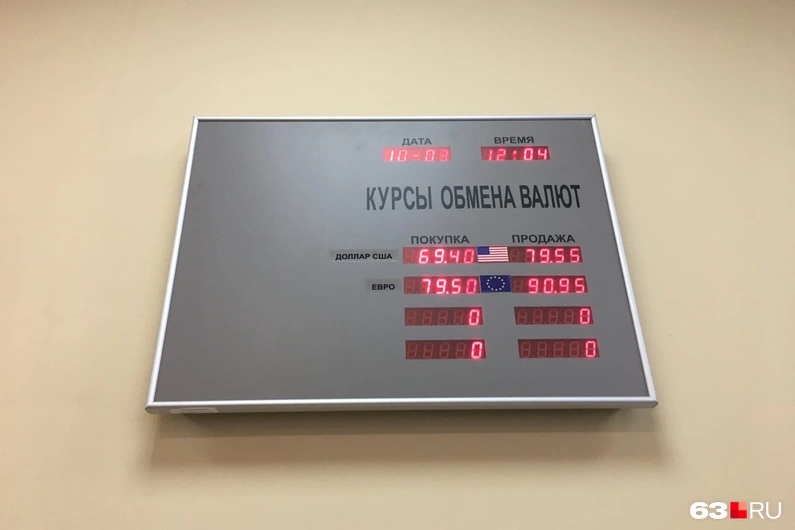 ДАТА ВРЕМЯ
10-03 12:04
КУРСЫ ОБМЕНА ВАЛЮТ
ПОКУПКА ПРОДАЖА
ДОЛЛАР США 69.40 79.55
ЕВРО 79.50 90.95
0 0
0 0
63.RU